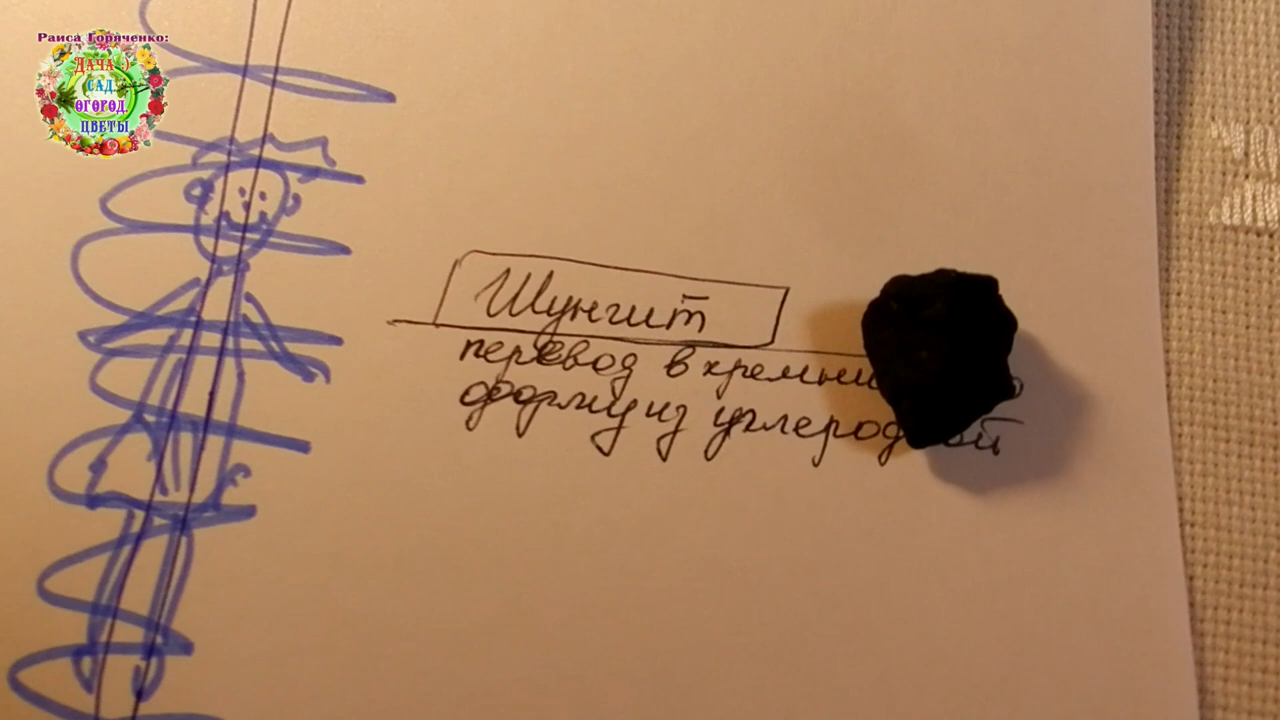 Раиса Горяченко:
Дача :)
сад,
огород,
цветы
Шунгит
перевод в
форму из